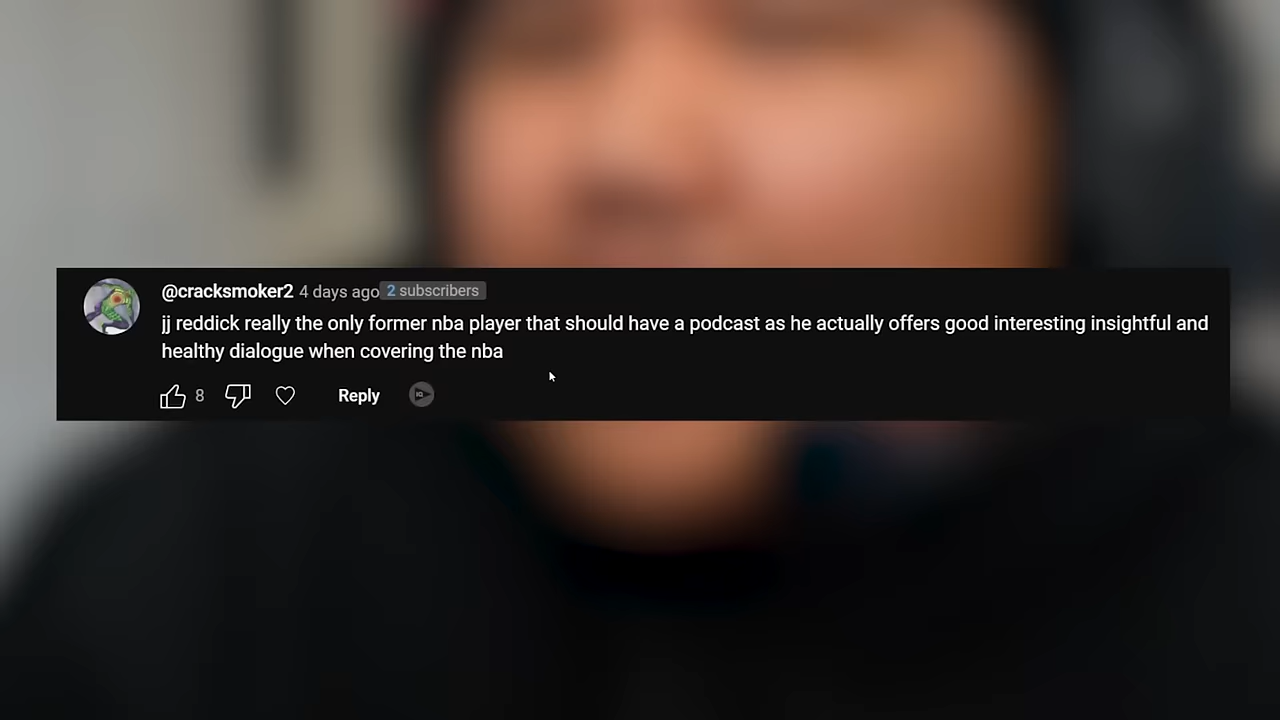 @cracksmoker2 4 days ago 2 subscribers
jj reddick really the only former nba player that should have a podcast as he actually offers good interesting insightful and
healthy dialogue when covering the nba
8 Reply